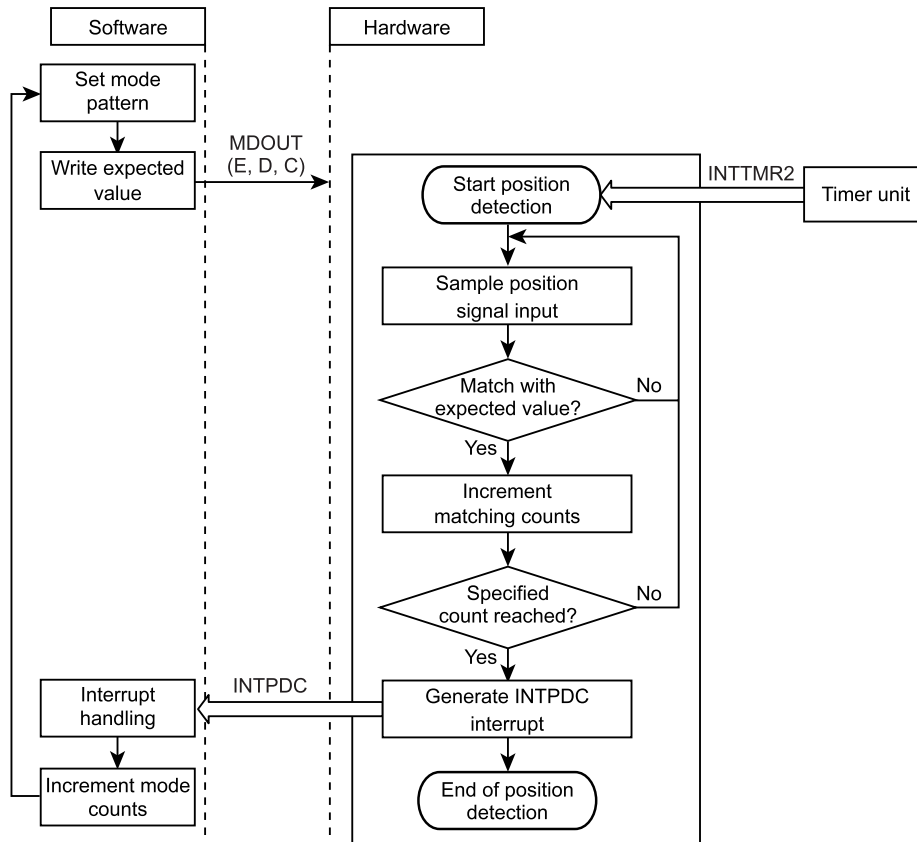 Software
Hardware
Set mode
pattern
Write expected
value
MDOUT
(E, D, C)
Start position
detection
INTTMR2
Timer unit
Sample position
signal input
Match with
expected value?
No
Yes
Increment
matching counts
Specified
count reached?
No
Yes
Generate INTPDC
interrupt
INTPDC
Interrupt
handling
Increment mode
counts
End of position
detection